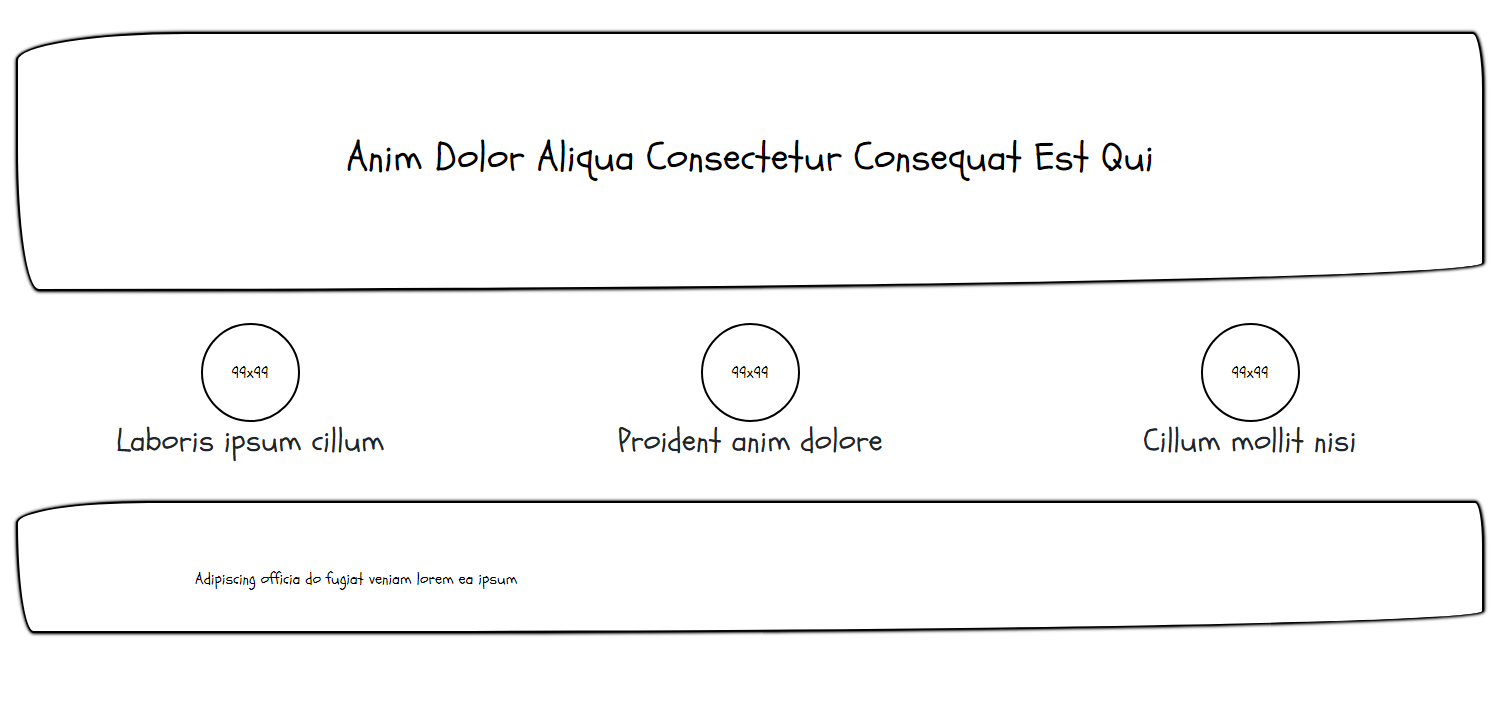 Anim Dolor Aliqua Consectetur Consequat Est Qui
99x99 99x99 99x99
Laboris ipsum cillum Proident anim dolore Cillum mollit nisi
Adipiscing officia do fugiat veniam lorem ea ipsum